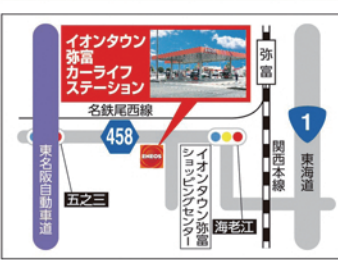 イオンタウン
弥富
カーライフ
ステーション
弥富
1
名鉄尾西線
458
ENEOS
東名阪自動車道
五之三
イオンタウン弥富
ショッピングセンター
海老江
関西本線
東海道